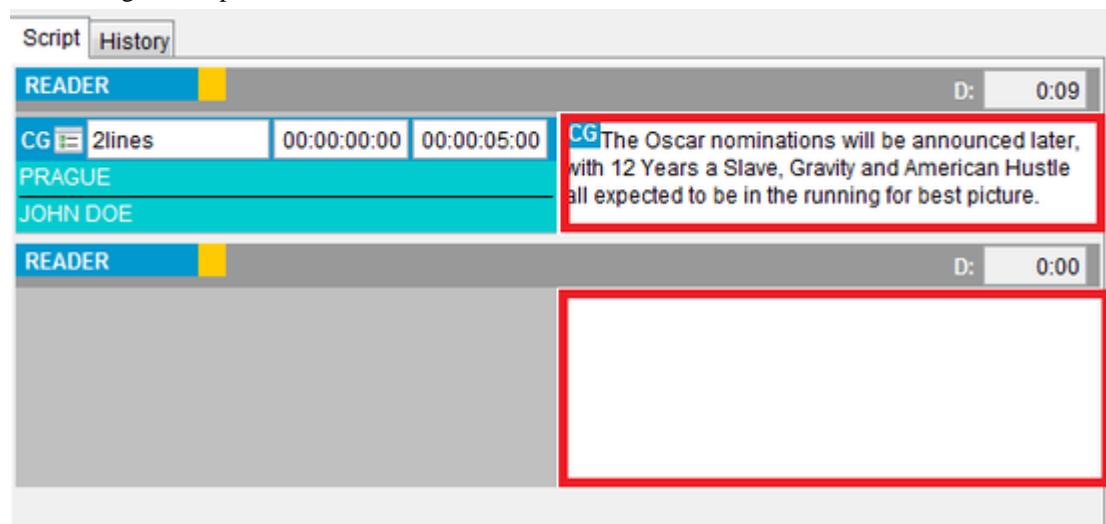 Script History
READER D: 0:09
CG 2lines 00:00:00:00 00:00:05:00
PRAGUE
JOHN DOE
CG The Oscar nominations will be announced later,
with 12 Years a Slave, Gravity and American Hustle
all expected to be in the running for best picture.
READER D: 0:00